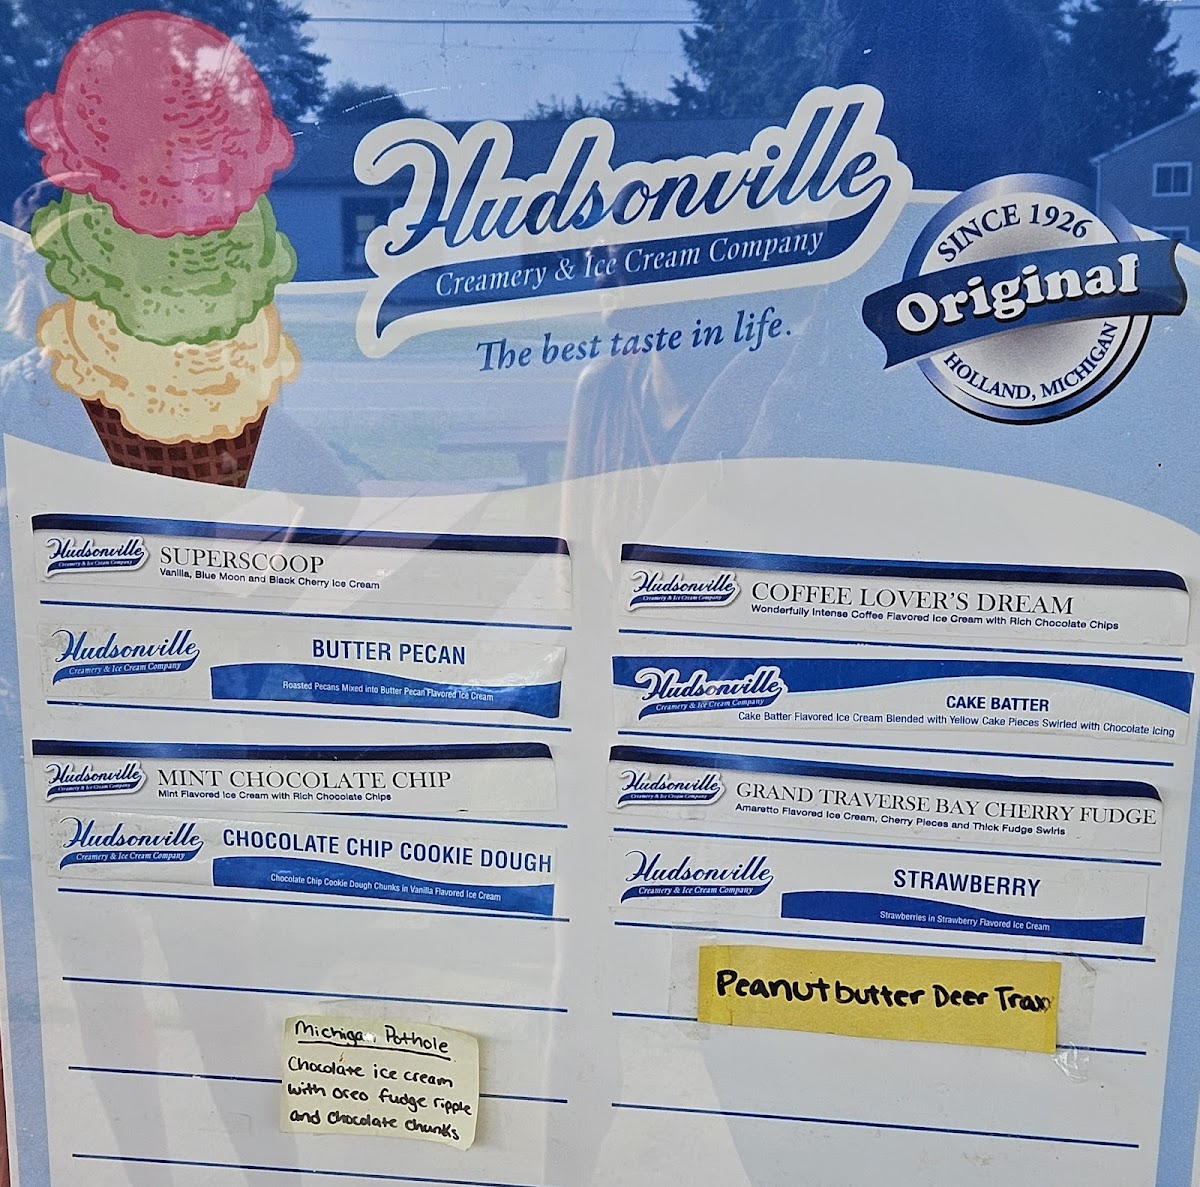 Hudsonville
Creamery & Ice Cream Company
The best taste in life.
SINCE 1926
Original
HOLLAND, MICHIGAN
Hudsonville
Creamery & Ice Cream Company
SUPERSCOOP
Vanilla, Blue Moon and Black Cherry Ice Cream
Hudsonville
Creamery & Ice Cream Company
BUTTER PECAN
Roasted Pecans Mixed into Butter Pecan Flavored Ice Cream
Hudsonville
Creamery & Ice Cream Company
MINT CHOCOLATE CHIP
Mint Flavored Ice Cream with Rich Chocolate Chips
Hudsonville
Creamery & Ice Cream Company
CHOCOLATE CHIP COOKIE DOUGH
Chocolate Chip Cookie Dough Chunks in Vanilla Flavored Ice Cream
Michigan Pothole
Chocolate ice cream
with oreo fudge ripple
and chocolate chunks
Hudsonville
Creamery & Ice Cream Company
COFFEE LOVER'S DREAM
Wonderfully Intense Coffee Flavored Ice Cream with Rich Chocolate Chips
Hudsonville
Creamery & Ice Cream Company
CAKE BATTER
Cake Batter Flavored Ice Cream Blended with Yellow Cake Pieces Swirled with Chocolate Icing
Hudsonville
Creamery & Ice Cream Company
GRAND TRAVERSE BAY CHERRY FUDGE
Amaretto Flavored Ice Cream, Cherry Pieces and Thick Fudge Swirls
Hudsonville
Creamery & Ice Cream Company
STRAWBERRY
Strawberries in Strawberry Flavored Ice Cream
Peanutbutter Deer Trax